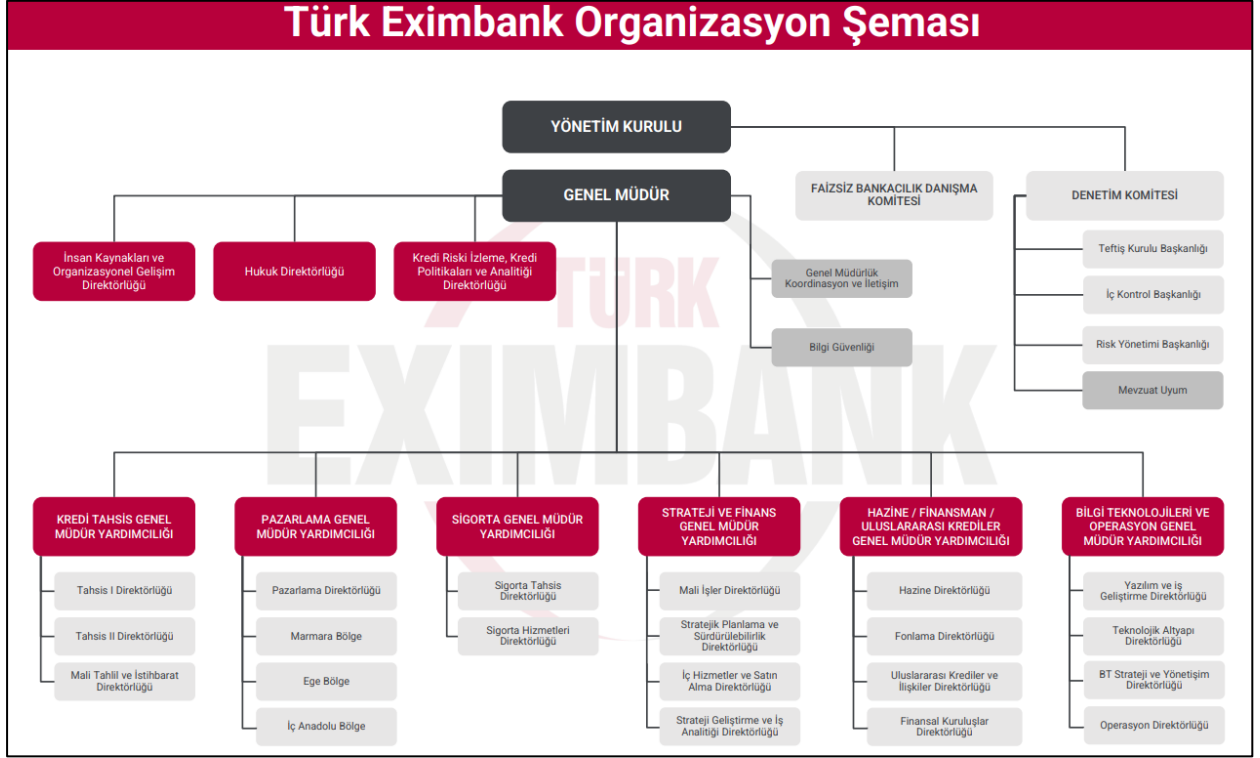 Türk Eximbank Organizasyon Şeması
YÖNETİM KURULU
GENEL MÜDÜR
FAİZSİZ BANKACILIK DANIŞMA
KOMİTESİ
DENETİM KOMİTESİ
Teftiş Kurulu Başkanlığı
İç Kontrol Başkanlığı
Risk Yönetimi Başkanlığı
Mevzuat Uyum
İnsan Kaynakları ve
Organizasyonel Gelişim
Direktörlüğü
Hukuk Direktörlüğü
Kredi Riski İzleme, Kredi
Politikaları ve Analitiği
Direktörlüğü
Genel Müdürlük
Koordinasyon ve İletişim
Bilgi Güvenliği
TÜRK
EXIMBANK
KREDİ TAHSİS GENEL
MÜDÜR YARDIMCILIĞI
Tahsis I Direktörlüğü
Tahsis II Direktörlüğü
Mali Tahlil ve İstihbarat
Direktörlüğü
PAZARLAMA GENEL
MÜDÜR YARDIMCILIĞI
Pazarlama Direktörlüğü
Marmara Bölge
Ege Bölge
İç Anadolu Bölge
SİGORTA GENEL MÜDÜR
YARDIMCILIĞI
Sigorta Tahsis
Direktörlüğü
Sigorta Hizmetleri
Direktörlüğü
STRATEJİ VE FİNANS
GENEL MÜDÜR
YARDIMCILIĞI
Mali İşler Direktörlüğü
Stratejik Planlama ve
Sürdürülebilirlik
Direktörlüğü
İç Hizmetler ve Satın
Alma Direktörlüğü
Strateji Geliştirme ve İş
Analitiği Direktörlüğü
HAZİNE / FİNANSMAN /
ULUSLARARASI KREDİLER
GENEL MÜDÜR YARDIMCILIĞI
Hazine Direktörlüğü
Fonlama Direktörlüğü
Uluslararası Krediler ve
İlişkiler Direktörlüğü
Finansal Kuruluşlar
Direktörlüğü
BİLGİ TEKNOLOJİLERİ VE
OPERASYON GENEL
MÜDÜR YARDIMCILIĞI
Yazılım ve iş
Geliştirme Direktörlüğü
Teknolojik Altyapı
Direktörlüğü
BT Strateji ve Yönetişim
Direktörlüğü
Operasyon Direktörlüğü